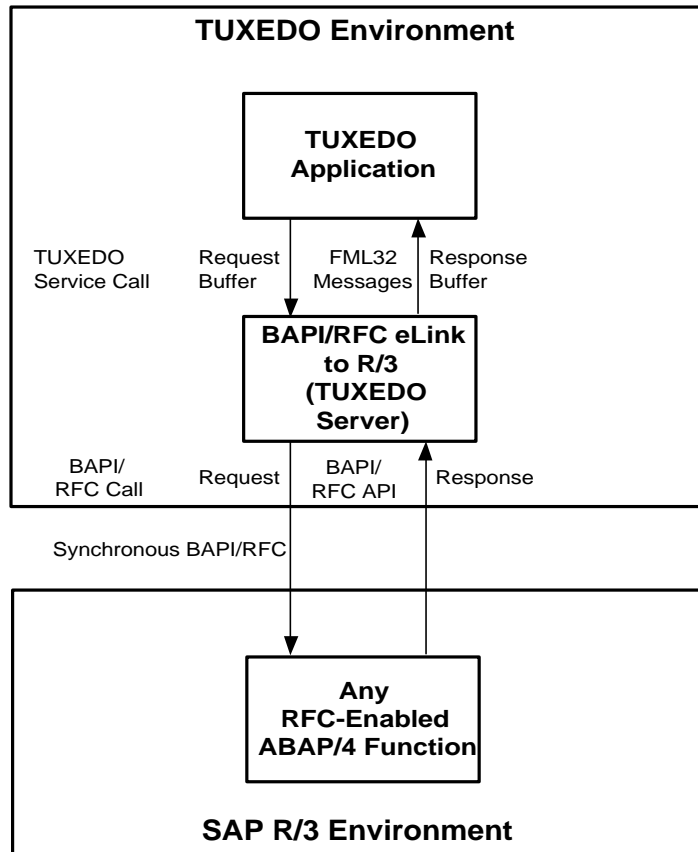 TUXEDO Environment
TUXEDO
Application
TUXEDO
Service Call
Request
Buffer
FML32
Messages
Response
Buffer
BAPI/RFC eLink
to R/3
(TUXEDO
Server)
BAPI/
RFC Call
Request
BAPI/
RFC API
Response
Synchronous BAPI/RFC
Any
RFC-Enabled
ABAP/4 Function
SAP R/3 Environment